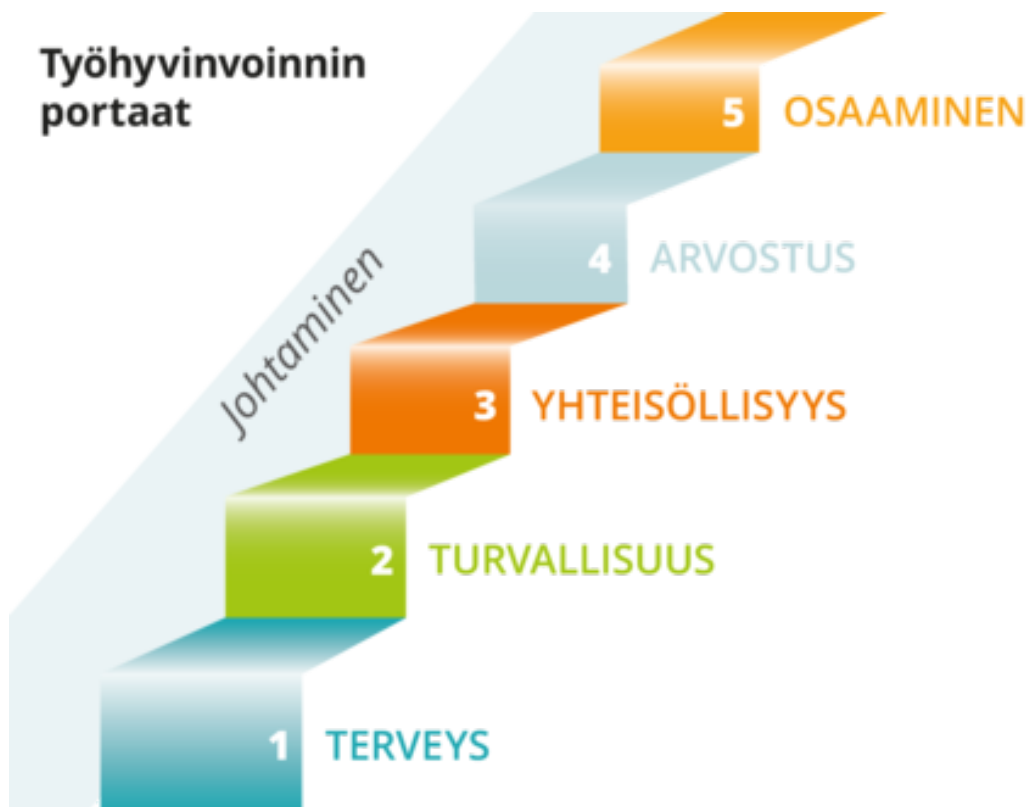 Työhyvinvoinnin
portaat
5 OSAAMINEN
4 ARVOSTUS
Johtaminen
3 YHTEISÖLLISYYS
2 TURVALLISUUS
1 TERVEYS